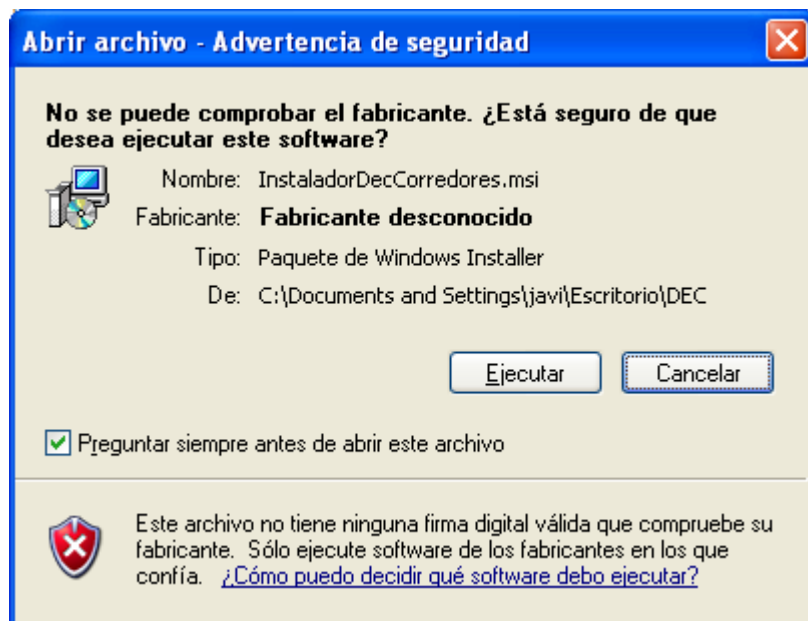 Abrir archivo - Advertencia de seguridad
No se puede comprobar el fabricante. ¿Está seguro de que
desea ejecutar este software?
Nombre: InstaladorDecCorredores.msi
Fabricante: Fabricante desconocido
Tipo: Paquete de Windows Installer
De: C:\Documents and Settings\javi\Escritorio\DEC
Ejecutar Cancelar
Preguntar siempre antes de abrir este archivo
Este archivo no tiene ninguna firma digital válida que compruebe su
fabricante. Sólo ejecute software de los fabricantes en los que
confía. ¿Cómo puedo decidir qué software debo ejecutar?